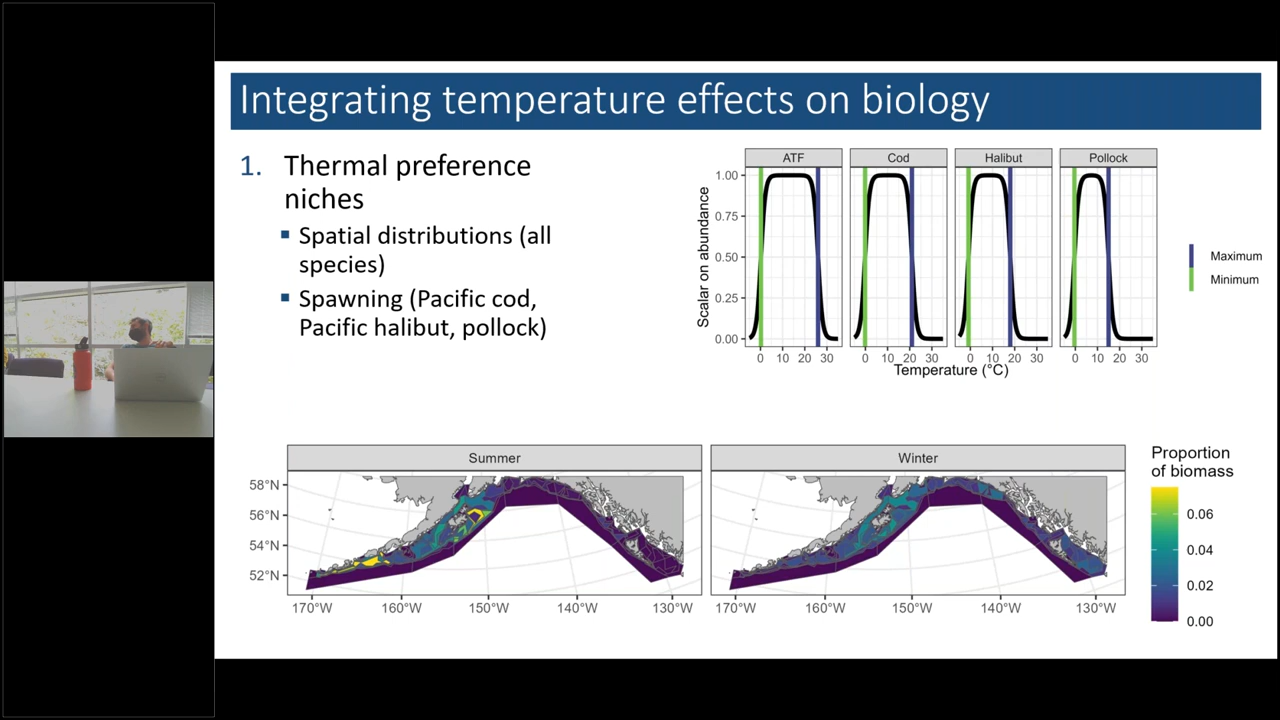 Integrating temperature effects on biology
1. Thermal preference
niches
Spatial distributions (all
species)
Spawning (Pacific cod,
Pacific halibut, pollock)
ATF Cod Halibut Pollock
Scalar on abundance
1.00
0.75
0.50
0.25
0.00
0 10 20 30 0 10 20 30 0 10 20 30 0 10 20 30
Temperature (°C)
Maximum
Minimum
Summer Winter
58°N
56°N
54°N
52°N
170°W 160°W 150°W 140°W 130°W 170°W 160°W 150°W 140°W 130°W
Proportion
of biomass
0.06
0.04
0.02
0.00